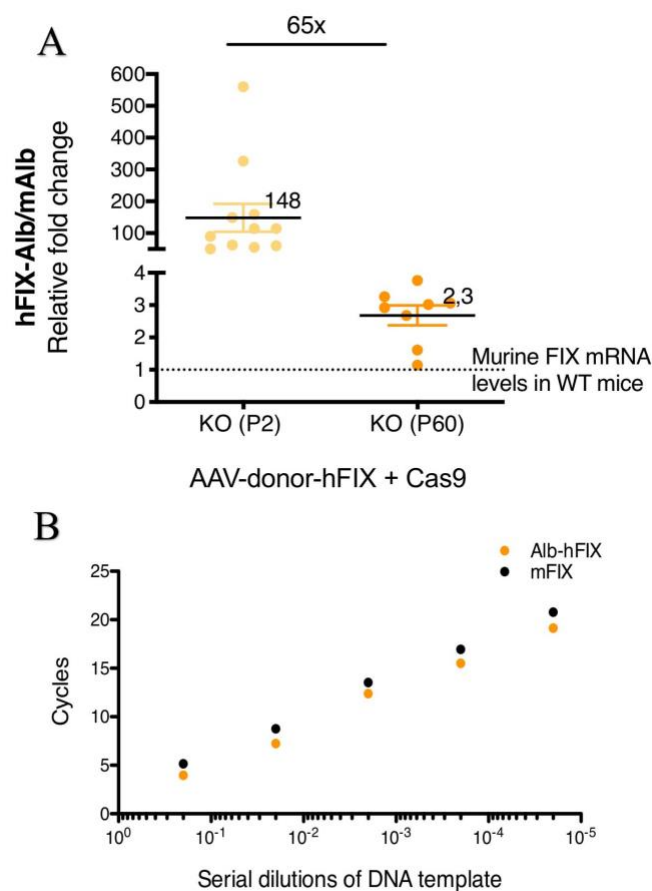 A
65x
hFIX-Alb/mAlb
Relative fold change
600
500
400
300
200
100
4
3
2
1
0
148
2,3
Murine FIX mRNA
levels in WT mice
KO (P2)
KO (P60)
AAV-donor-hFIX + Cas9
B
Alb-hFIX
mFIX
Cycles
25
20
15
10
5
0
10⁰
10⁻¹
10⁻²
10⁻³
10⁻⁴
10⁻⁵
Serial dilutions of DNA template